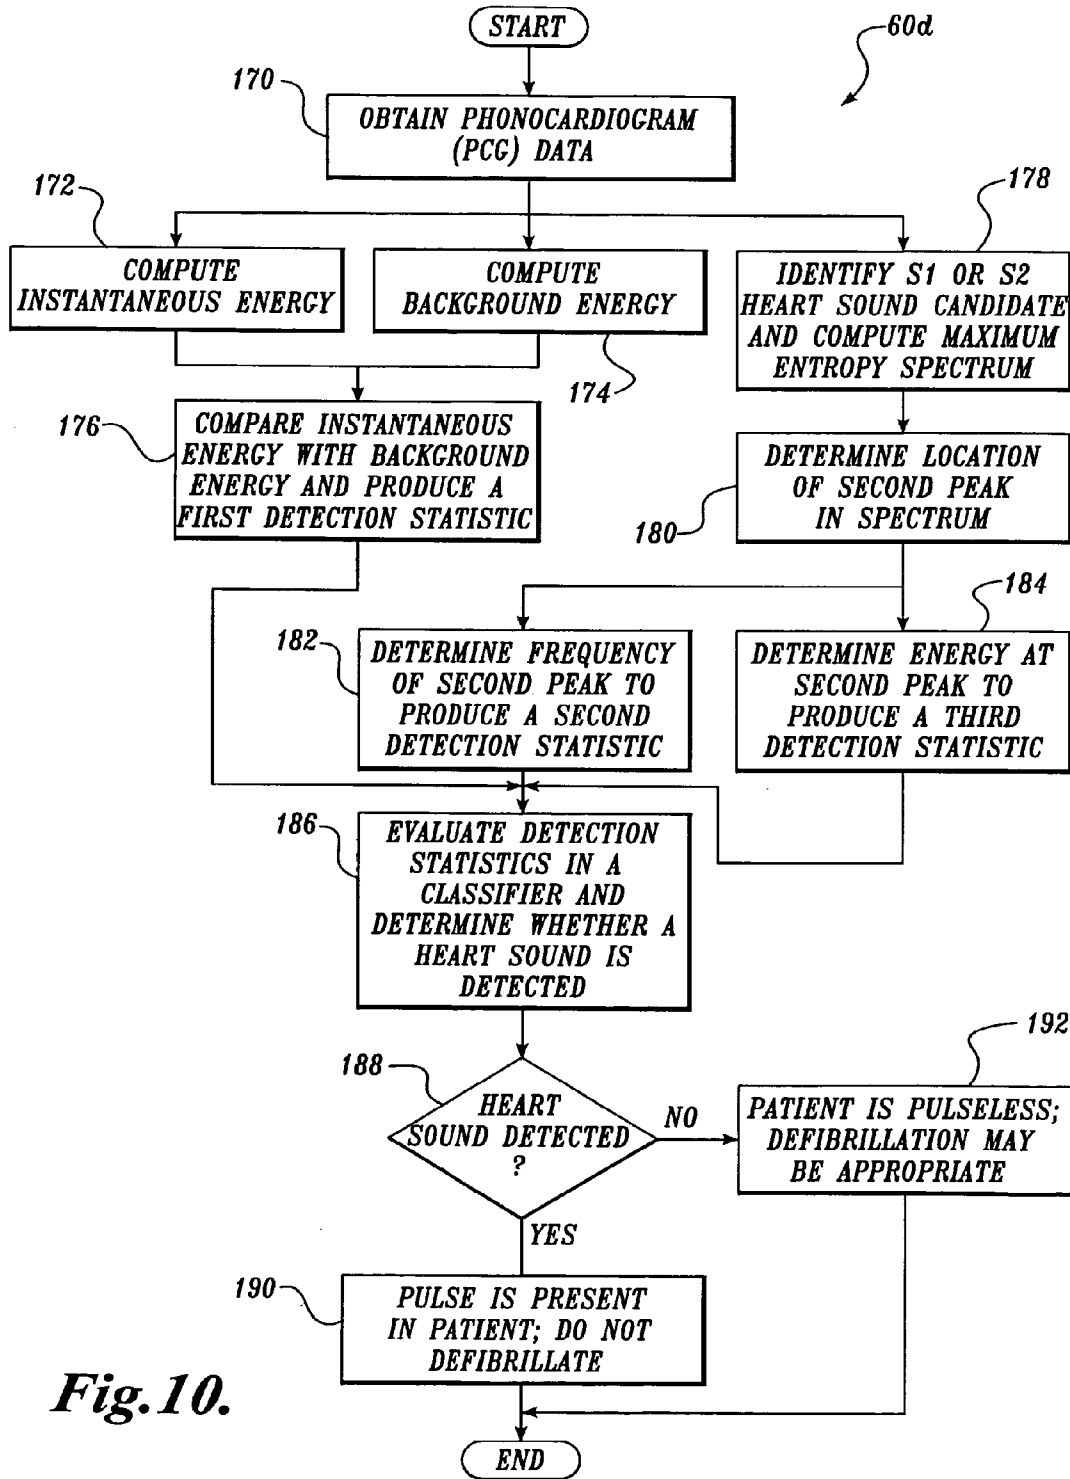 START
60d
170
OBTAIN PHONOCARDIOGRAM
(PCG) DATA
172
178
COMPUTE
INSTANTANEOUS ENERGY
COMPUTE
BACKGROUND ENERGY
174
IDENTIFY S1 OR S2
HEART SOUND CANDIDATE
AND COMPUTE MAXIMUM
ENTROPY SPECTRUM
176
COMPARE INSTANTANEOUS
ENERGY WITH BACKGROUND
ENERGY AND PRODUCE A
FIRST DETECTION STATISTIC
DETERMINE LOCATION
OF SECOND PEAK
IN SPECTRUM
180
184
182
DETERMINE FREQUENCY
OF SECOND PEAK TO
PRODUCE A SECOND
DETECTION STATISTIC
DETERMINE ENERGY AT
SECOND PEAK TO
PRODUCE A THIRD
DETECTION STATISTIC
186
EVALUATE DETECTION
STATISTICS IN A
CLASSIFIER AND
DETERMINE WHETHER A
HEART SOUND IS
DETECTED
188
HEART
SOUND DETECTED
?
NO
192
PATIENT IS PULSELESS;
DEFIBRILLATION MAY
BE APPROPRIATE
YES
190
PULSE IS PRESENT
IN PATIENT; DO NOT
DEFIBRILLATE
Fig.10.
END